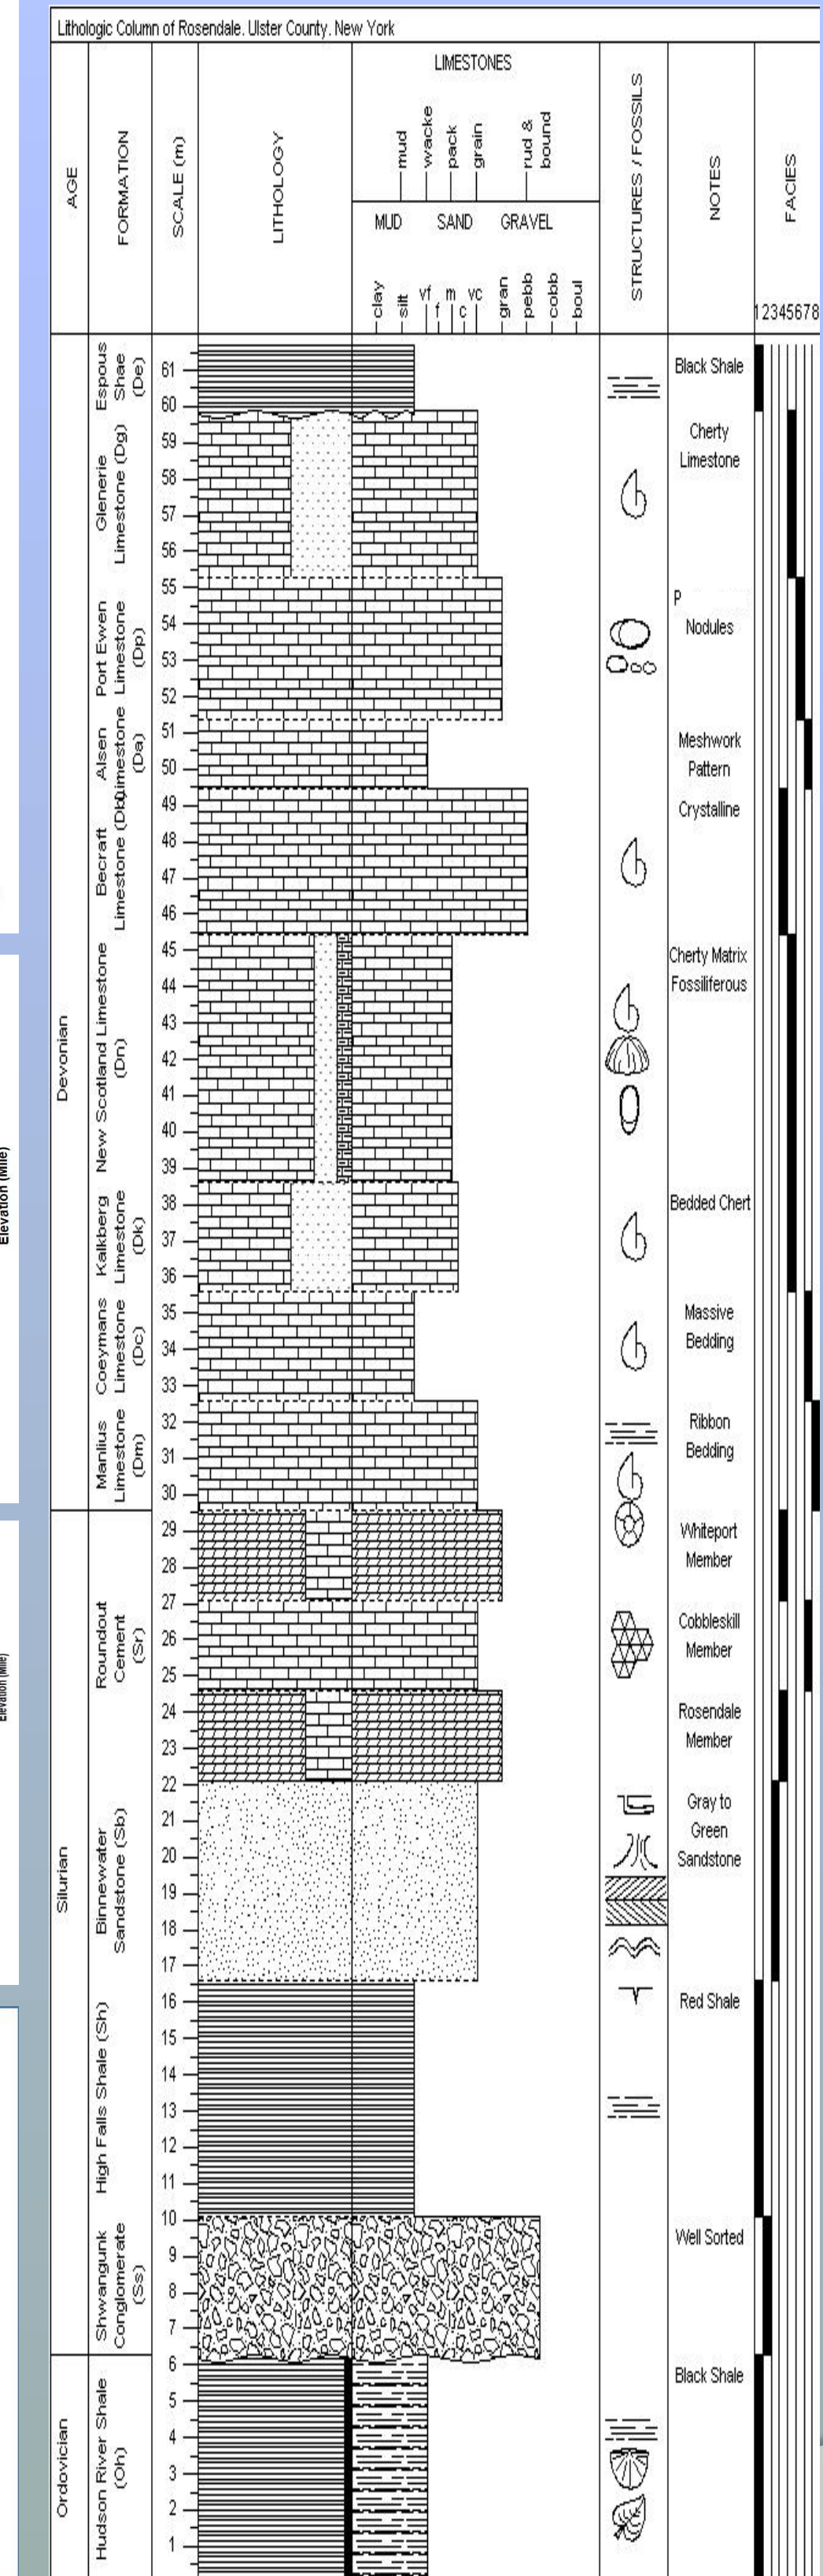 Lithologic Column of Rosendale. Ulster County. New York
AGE
FORMATION
SCALE (m)
LITHOLOGY
LIMESTONES
mud
wacke
pack
grain
rud &
bound
MUD
SAND
GRAVEL
clay
silt
vf
f
m
c
vc
gran
pebb
cobb
boul
STRUCTURES / FOSSILS
NOTES
FACIES
12345678
Devonian
Silurian
Ordovician
Espous
Shae
(De)
Glenerie
Limestone (Dg)
Port Ewen
Limestone
(Dp)
Alsen
Limestone
(Da)
Becraft
Limestone (Db)
New Scotland Limestone
(Dn)
Kalkberg
Limestone
(Dk)
Coeymans
Limestone
(Dc)
Manlius
Limestone
(Dm)
Roundout
Cement
(Sr)
Binnewater
Sandstone (Sb)
High Falls Shale (Sh)
Shwangunk
Conglomerate
(Ss)
Hudson River Shale
(Oh)
61
60
59
58
57
56
55
54
53
52
51
50
49
48
47
46
45
44
43
42
41
40
39
38
37
36
35
34
33
32
31
30
29
28
27
26
25
24
23
22
21
20
19
18
17
16
15
14
13
12
11
10
9
8
7
6
5
4
3
2
1
Black Shale
Cherty
Limestone
P
Nodules
Meshwork
Pattern
Crystalline
Cherty Matrix
Fossiliferous
Bedded Chert
Massive
Bedding
Ribbon
Bedding
Whiteport
Member
Cobbleskill
Member
Rosendale
Member
Gray to
Green
Sandstone
Red Shale
Well Sorted
Black Shale
Elevation (Mile)
Elevation (Mile)